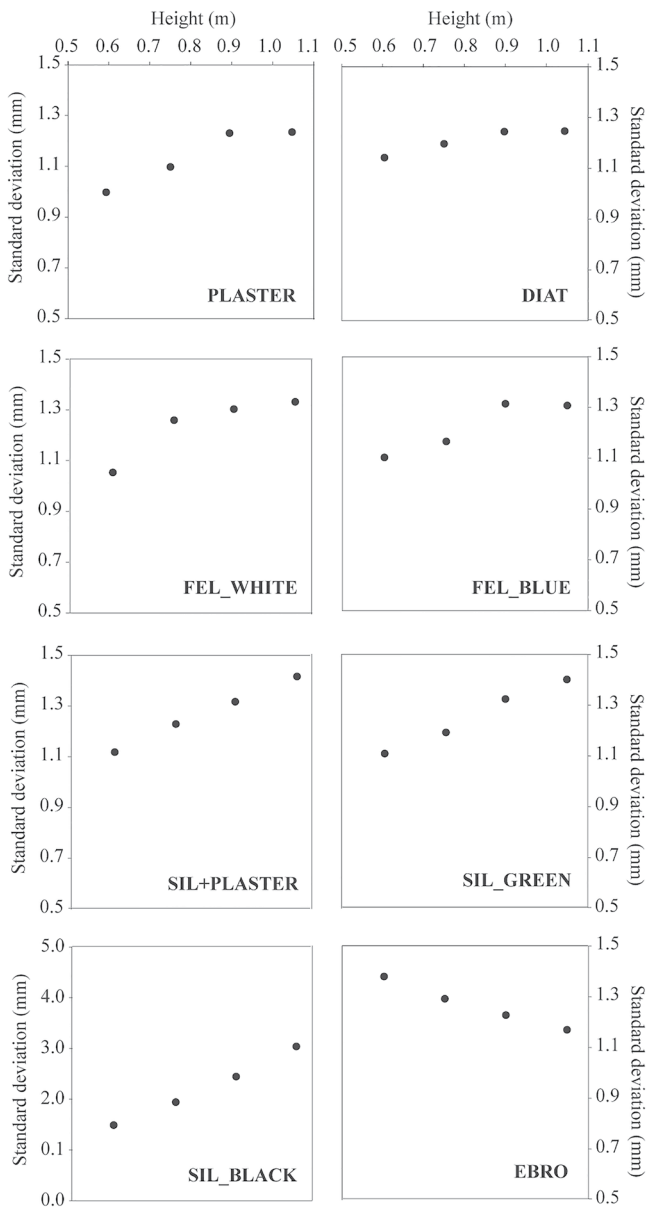 Height (m) Height (m)
0.5 0.6 0.7 0.8 0.9 1.0 1.1 0.5 0.6 0.7 0.8 0.9 1.0 1.1
Standard deviation (mm)
1.5
1.3
1.1
0.9
0.7
0.5
PLASTER
DIAT
1.5
1.3
1.1
0.9
0.7
0.5
Standard deviation (mm)
Standard deviation (mm)
1.5
1.3
1.1
0.9
0.7
0.5
FEL_WHITE
FEL_BLUE
1.5
1.3
1.1
0.9
0.7
0.5
Standard deviation (mm)
Standard deviation (mm)
1.5
1.3
1.1
0.9
0.7
0.5
SIL+PLASTER
SIL_GREEN
1.5
1.3
1.1
0.9
0.7
0.5
Standard deviation (mm)
Standard deviation (mm)
5.0
4.0
3.0
2.0
0.1
0.0
SIL_BLACK
EBRO
1.5
1.3
1.1
0.9
0.7
0.5
Standard deviation (mm)